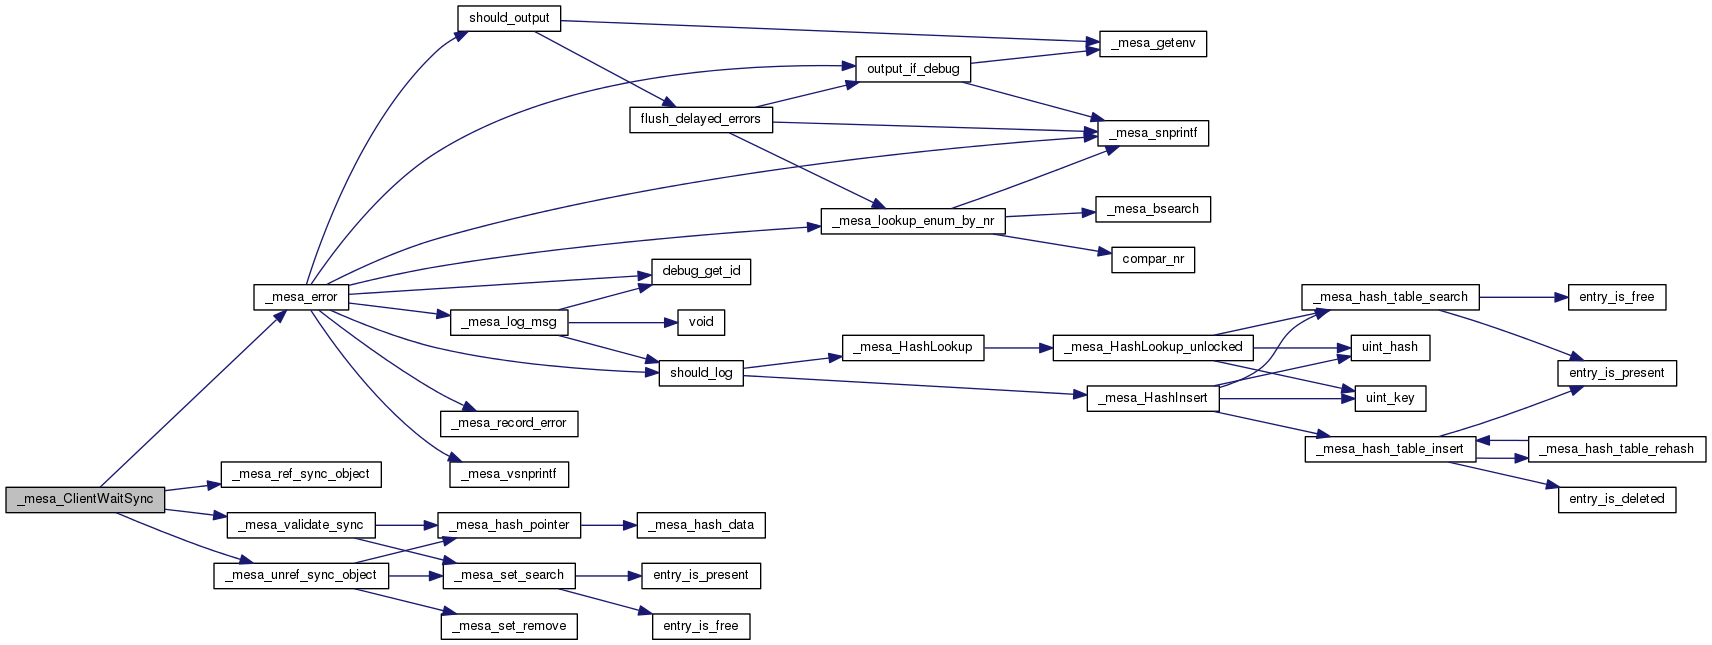 should_output
_mesa_getenv
output_if_debug
flush_delayed_errors
_mesa_snprintf
_mesa_bsearch
_mesa_lookup_enum_by_nr
compar_nr
debug_get_id
_mesa_error
_mesa_hash_table_search
entry_is_free
_mesa_log_msg
void
_mesa_HashLookup
_mesa_HashLookup_unlocked
uint_hash
should_log
entry_is_present
_mesa_HashInsert
uint_key
_mesa_record_error
_mesa_hash_table_insert
_mesa_hash_table_rehash
_mesa_ref_sync_object
_mesa_vsnprintf
_mesa_ClientWaitSync
entry_is_deleted
_mesa_validate_sync
_mesa_hash_pointer
_mesa_hash_data
_mesa_unref_sync_object
_mesa_set_search
entry_is_present
_mesa_set_remove
entry_is_free